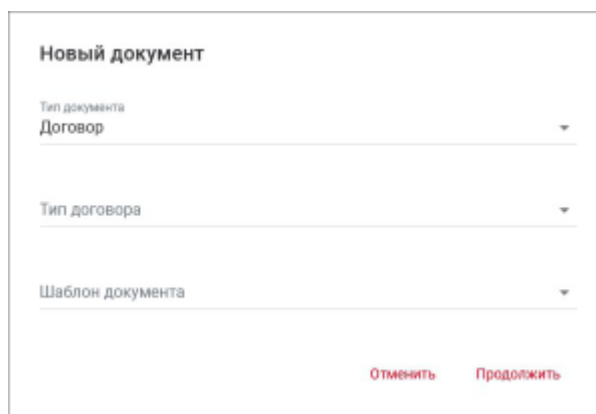 Новый документ
Тип документа
Договор
Тип договора
Шаблон документа
Отменить Продолжить